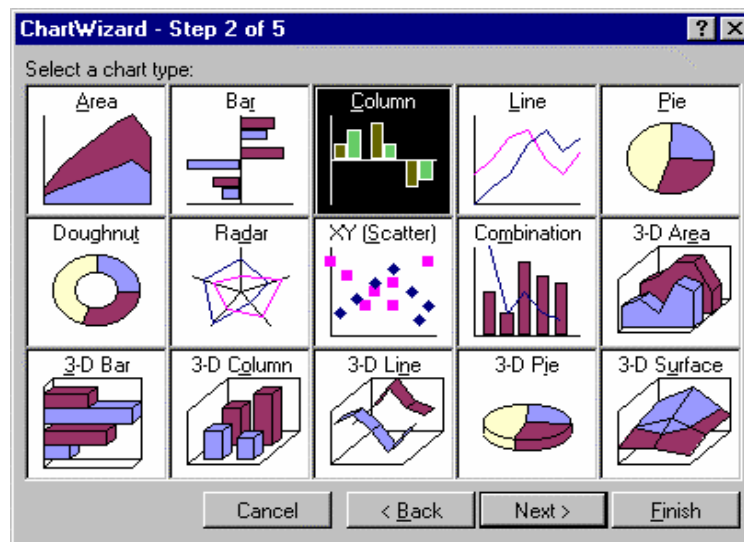 ChartWizard - Step 2 of 5
Select a chart type:
Area Bar Column Line Pie
Doughnut Radar XY (Scatter) Combination 3-D Area
3-D Bar 3-D Column 3-D Line 3-D Pie 3-D Surface
Cancel < Back Next > Finish